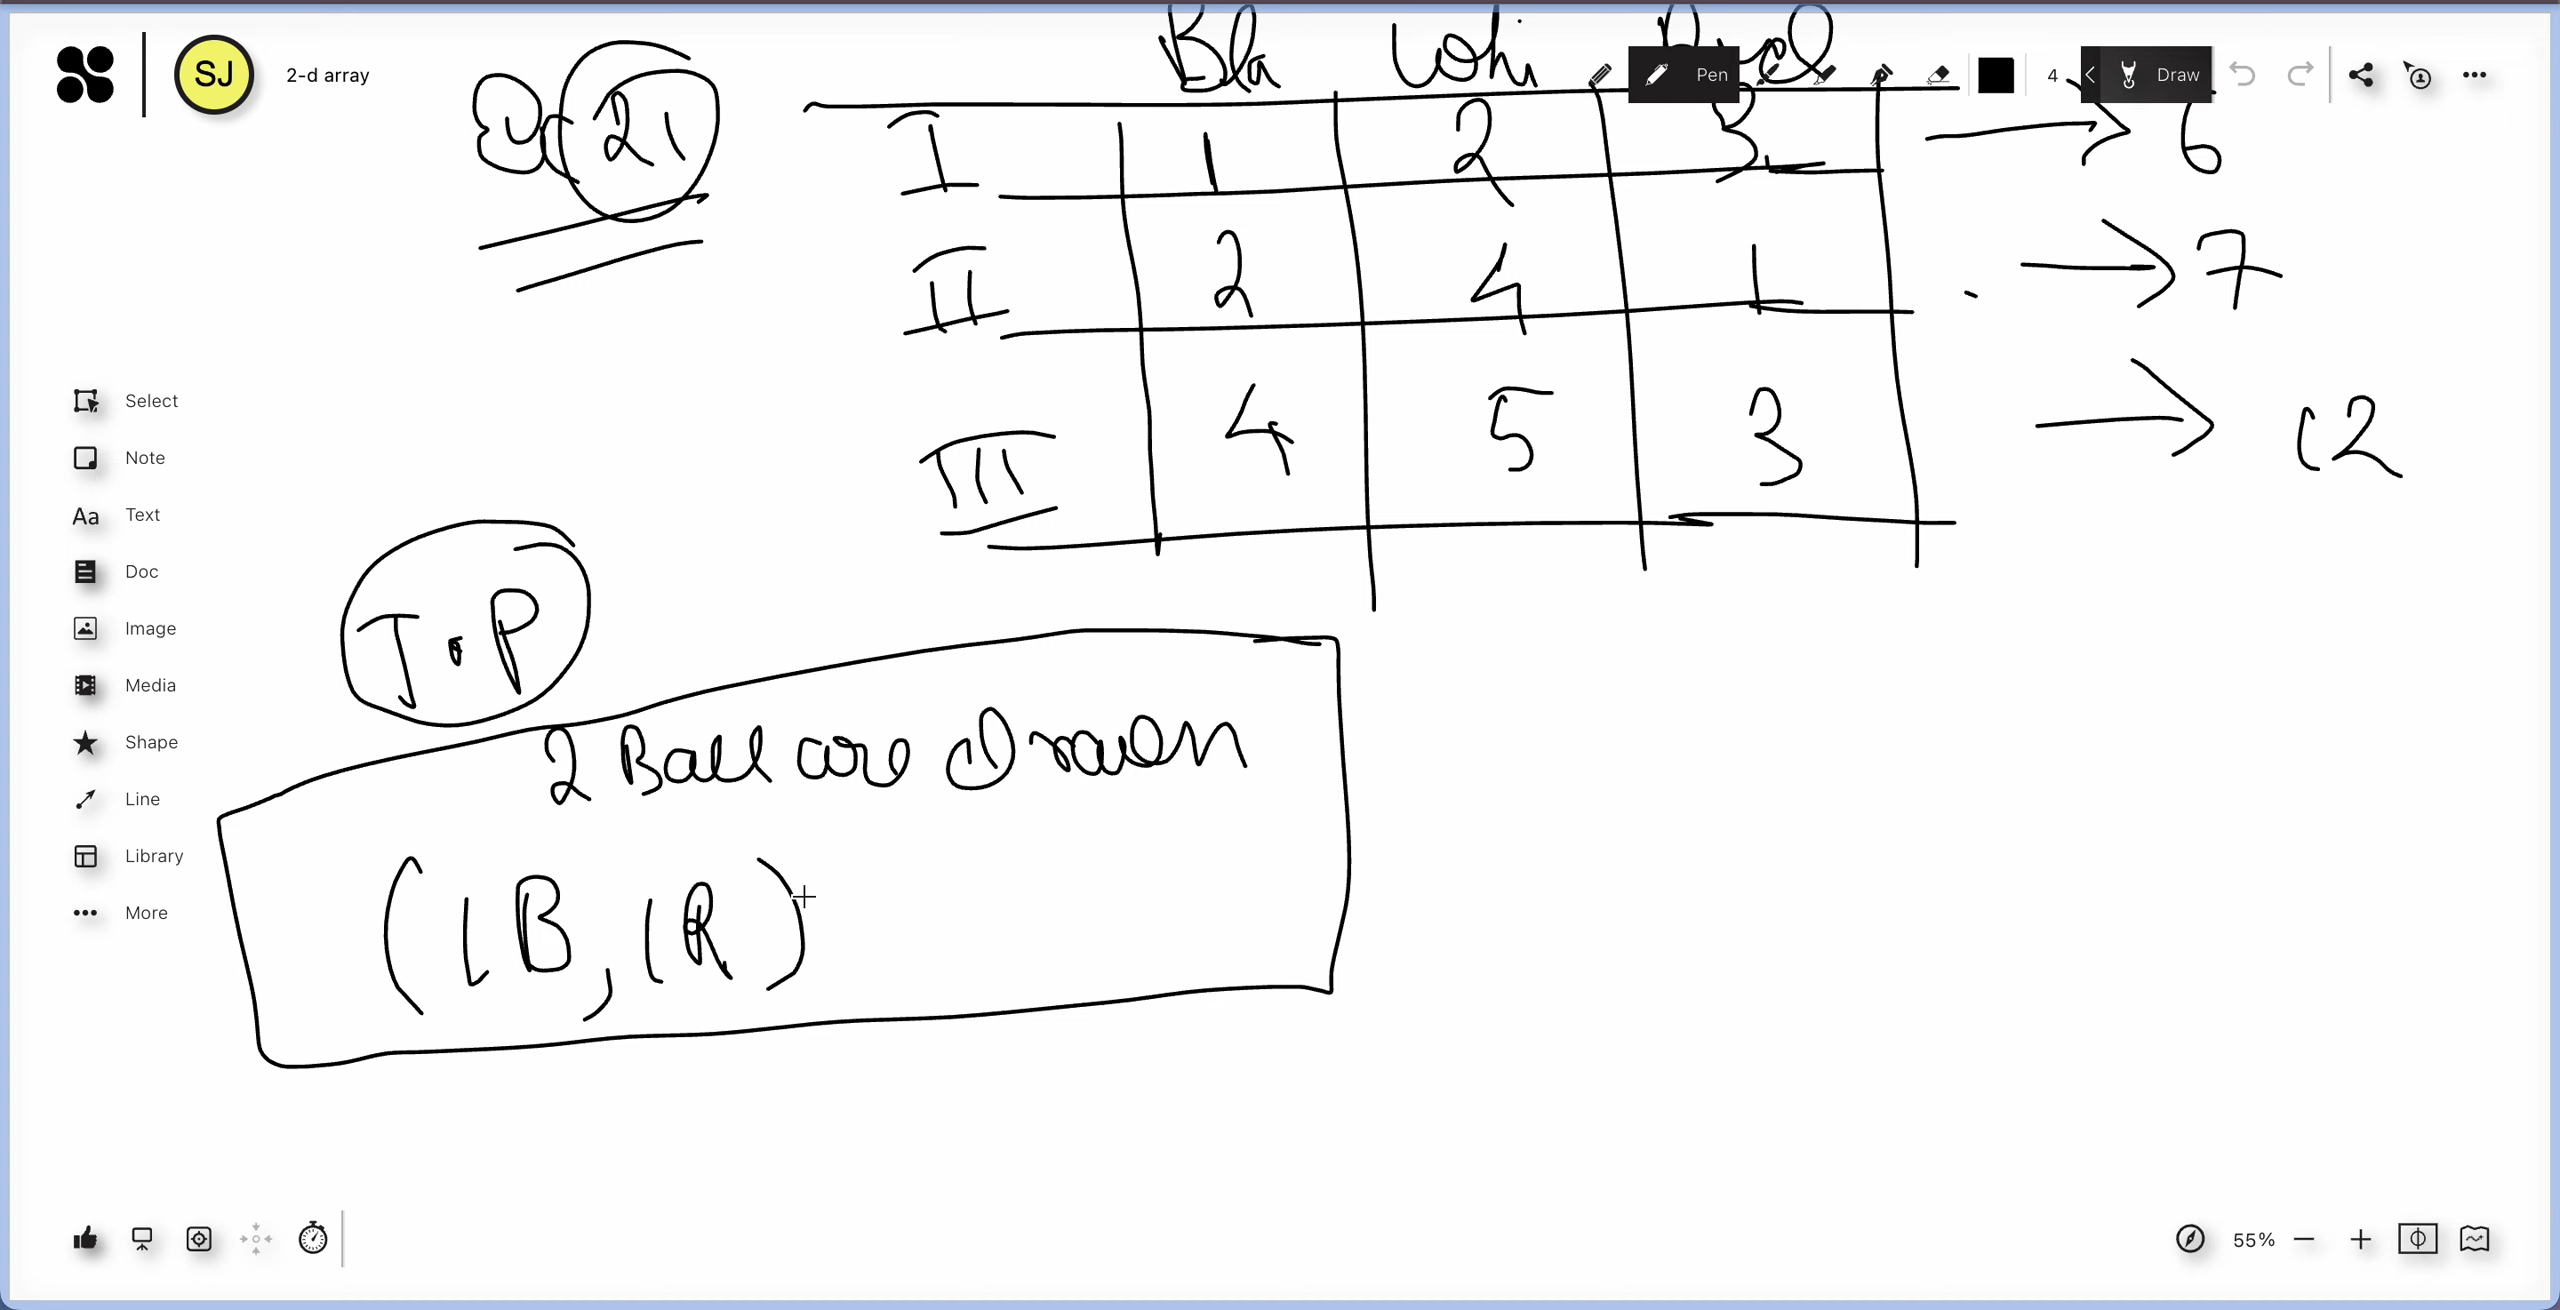 Bla Whi Red
SJ 2-d array Pen 4 Draw
21
I 1 2 3 6
II 2 4 1 7
III 4 5 3 12
Select
Note
Aa Text
Doc
Image
Media
Shape
Line
Library
More
T.P
2 Ball are drawn
(1B, 1R)
55%